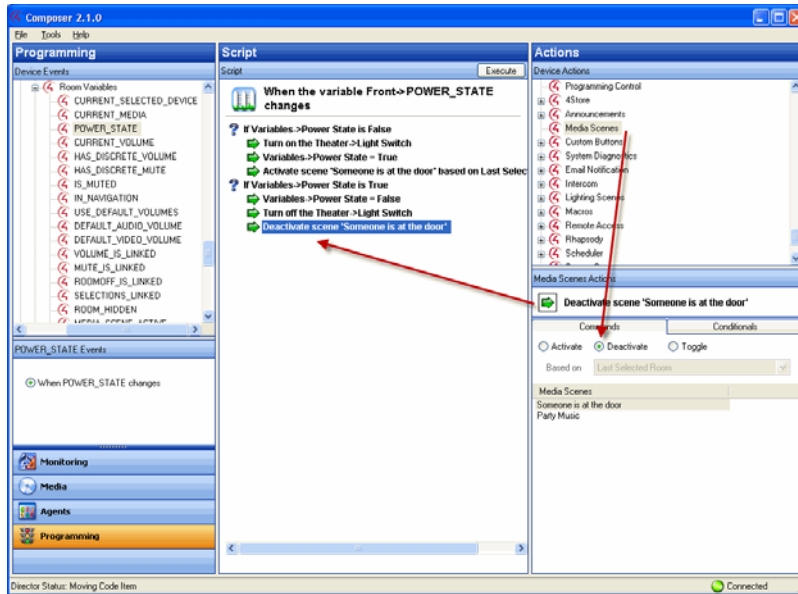 Composer 2.1.0
File Tools Help
Programming
Device Events
Room Variables
CURRENT_SELECTED_DEVICE
CURRENT_MEDIA
POWER_STATE
CURRENT_VOLUME
HAS_DISCRETE_VOLUME
HAS_DISCRETE_MUTE
IS_MUTED
IN_NAVIGATION
USE_DEFAULT_VOLUMES
DEFAULT_AUDIO_VOLUME
DEFAULT_VIDEO_VOLUME
VOLUME_IS_LINKED
MUTE_IS_LINKED
ROOMOFF_IS_LINKED
SELECTIONS_LINKED
ROOM_HIDDEN
MEDIA_SCENE_ACTIVE
POWER_STATE Events
When POWER_STATE changes
Monitoring
Media
Agents
Programming
Script
Script Execute
When the variable Front->POWER_STATE
changes
If Variables->Power State is False
Turn on the Theater->Light Switch
Variables->Power State = True
Activate scene 'Someone is at the door' based on Last Selec
If Variables->Power State is True
Variables->Power State = False
Turn off the Theater->Light Switch
Deactivate scene 'Someone is at the door'
Actions
Device Actions
Programming Control
4Store
Announcements
Media Scenes
Custom Buttons
System Diagnostics
Email Notification
Intercom
Lighting Scenes
Macros
Remote Access
Rhapsody
Scheduler
Media Scenes Actions
Deactivate scene 'Someone is at the door'
Commands Conditionals
Activate Deactivate Toggle
Based on Last Selected Room
Media Scenes
Someone is at the door
Party Music
Director Status: Moving Code Item Connected